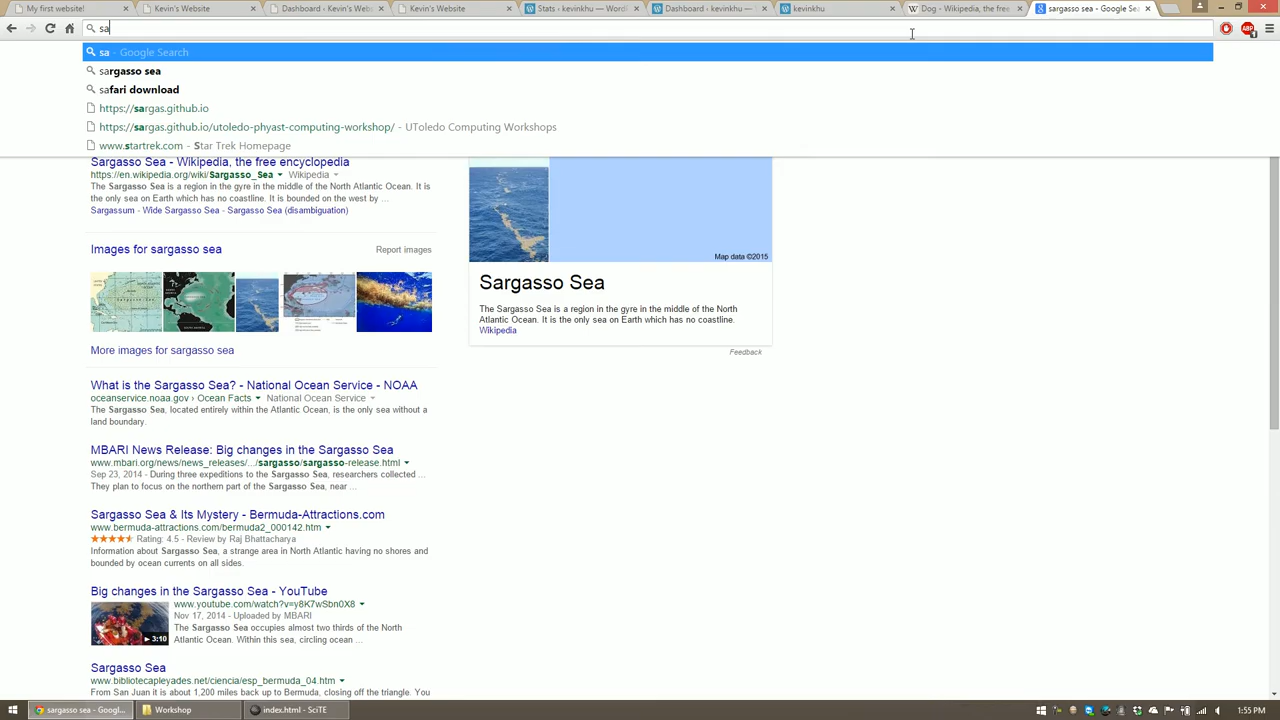 My first website!
Kevin's Website
Dashboard ‹ Kevin's Websi
Kevin's Website
Stats ‹ kevinkhu — Word
Dashboard ‹ kevinkhu —
kevinkhu
Dog - Wikipedia, the free
sargasso sea - Google Sea
sa
sa - Google Search
sargasso sea
safari download
https://sargas.github.io
https://sargas.github.io/utoledo-phyast-computing-workshop/ - UToledo Computing Workshops
www.startrek.com - Star Trek Homepage
Sargasso Sea - Wikipedia, the free encyclopedia
https://en.wikipedia.org/wiki/Sargasso_Sea Wikipedia
The Sargasso Sea is a region in the gyre in the middle of the North Atlantic Ocean. It is
the only sea on Earth which has no coastline. It is bounded on the west by ...
Sargassum - Wide Sargasso Sea - Sargasso Sea (disambiguation)
Images for sargasso sea
Report images
More images for sargasso sea
What is the Sargasso Sea? - National Ocean Service - NOAA
oceanservice.noaa.gov › Ocean Facts National Ocean Service
The Sargasso Sea, located entirely within the Atlantic Ocean, is the only sea without a
land boundary.
MBARI News Release: Big changes in the Sargasso Sea
www.mbari.org/news/news_releases/.../sargasso/sargasso-release.html
Sep 23, 2014 - During three expeditions to the Sargasso Sea, researchers collected ...
They plan to focus on the northern part of the Sargasso Sea, near ...
Sargasso Sea & Its Mystery - Bermuda-Attractions.com
www.bermuda-attractions.com/bermuda2_000142.htm
Rating: 4.5 - Review by Raj Bhattacharya
Information about Sargasso Sea, a strange area in North Atlantic having no shores and
bounded by ocean currents on all sides.
Big changes in the Sargasso Sea - YouTube
www.youtube.com/watch?v=y8K7wSbn0X8
Nov 17, 2014 - Uploaded by MBARI
The Sargasso Sea occupies almost two thirds of the North
Atlantic Ocean. Within this sea, circling ocean ...
3:10
Sargasso Sea
www.bibliotecapleyades.net/ciencia/esp_bermuda_04.htm
From San Juan it is about 1,200 miles back up to Bermuda, closing off the triangle. You
Map data ©2015
Sargasso Sea
The Sargasso Sea is a region in the gyre in the middle of the North
Atlantic Ocean. It is the only sea on Earth which has no coastline.
Wikipedia
Feedback
sargasso sea - Googl...
Workshop
index.html - SciTE
1:55 PM